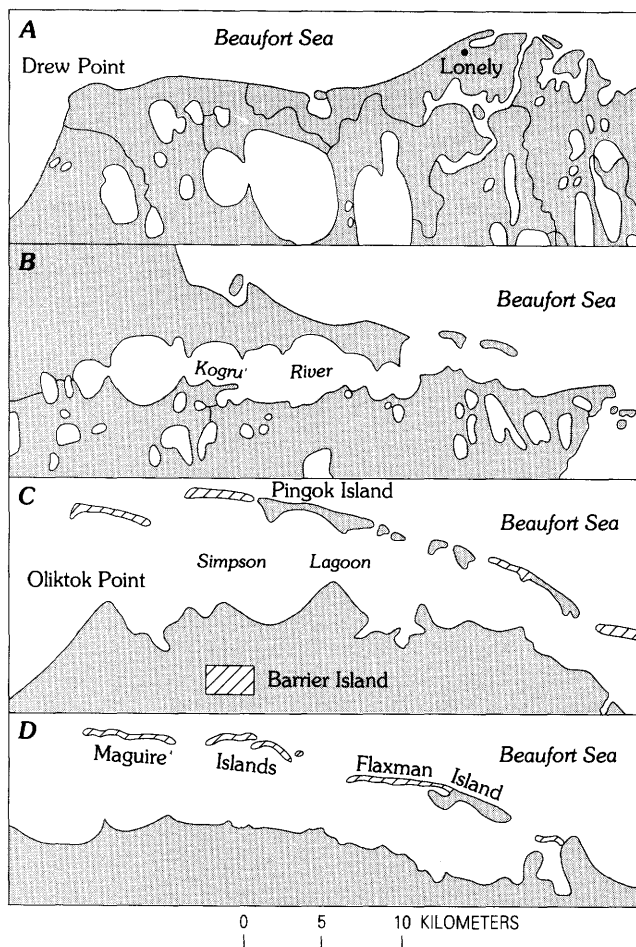 A
Beaufort Sea
Drew Point
Lonely
B
Beaufort Sea
Kogru River
C
Pingok Island
Beaufort Sea
Simpson Lagoon
Oliktok Point
Barrier Island
D
Beaufort Sea
Maguire Islands
Flaxman Island
0 5 10 KILOMETERS